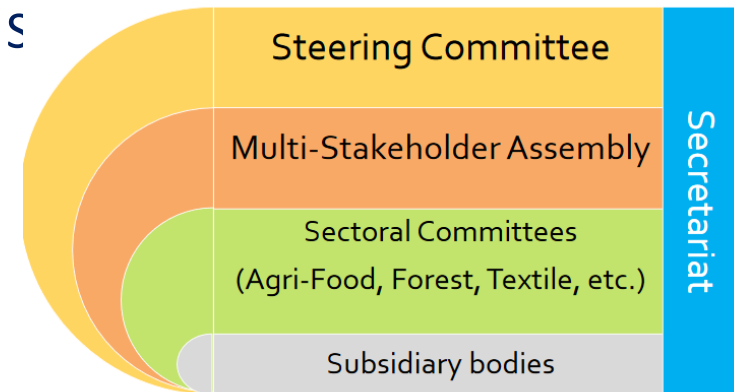 Steering Committee
Multi-Stakeholder Assembly
Sectoral Committees
(Agri-Food, Forest, Textile, etc.)
Subsidiary bodies
Secretariat